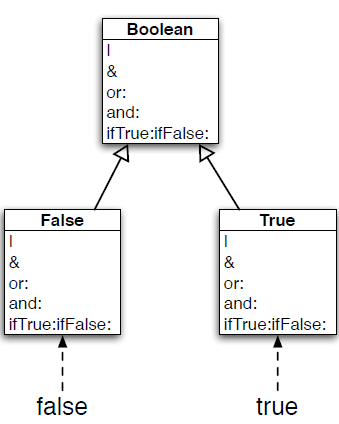 Boolean
|
&
or:
and:
ifTrue:ifFalse:
False
|
&
or:
and:
ifTrue:ifFalse:
True
|
&
or:
and:
ifTrue:ifFalse:
false
true